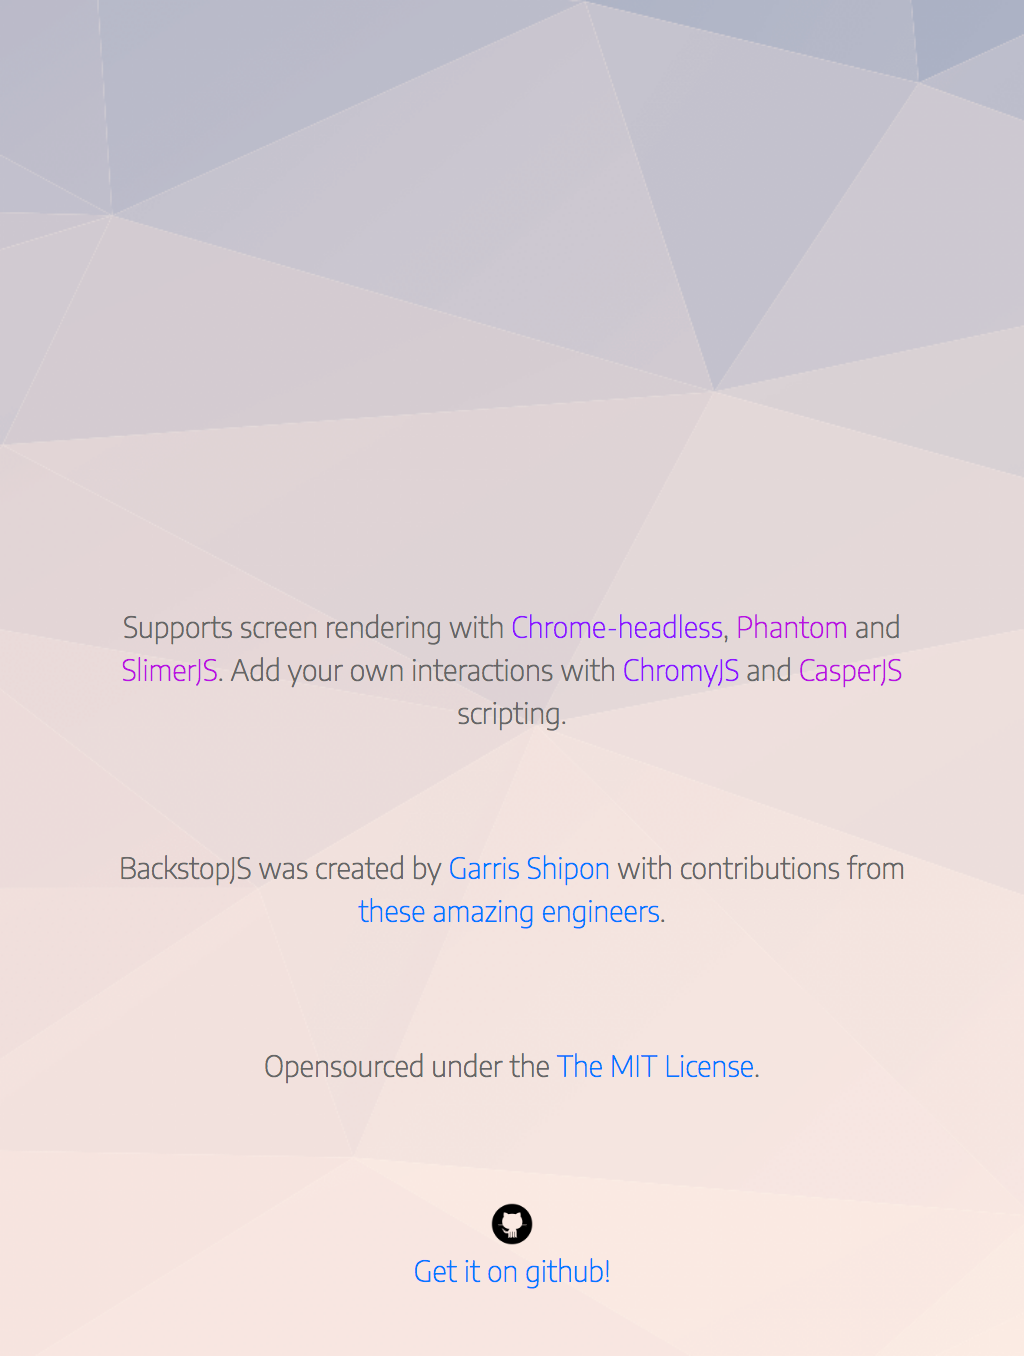 Supports screen rendering with Chrome-headless, Phantom and
SlimerJS. Add your own interactions with ChromyJS and CasperJS
scripting.
BackstopJS was created by Garris Shipon with contributions from
these amazing engineers.
Opensourced under the The MIT License.
Get it on github!